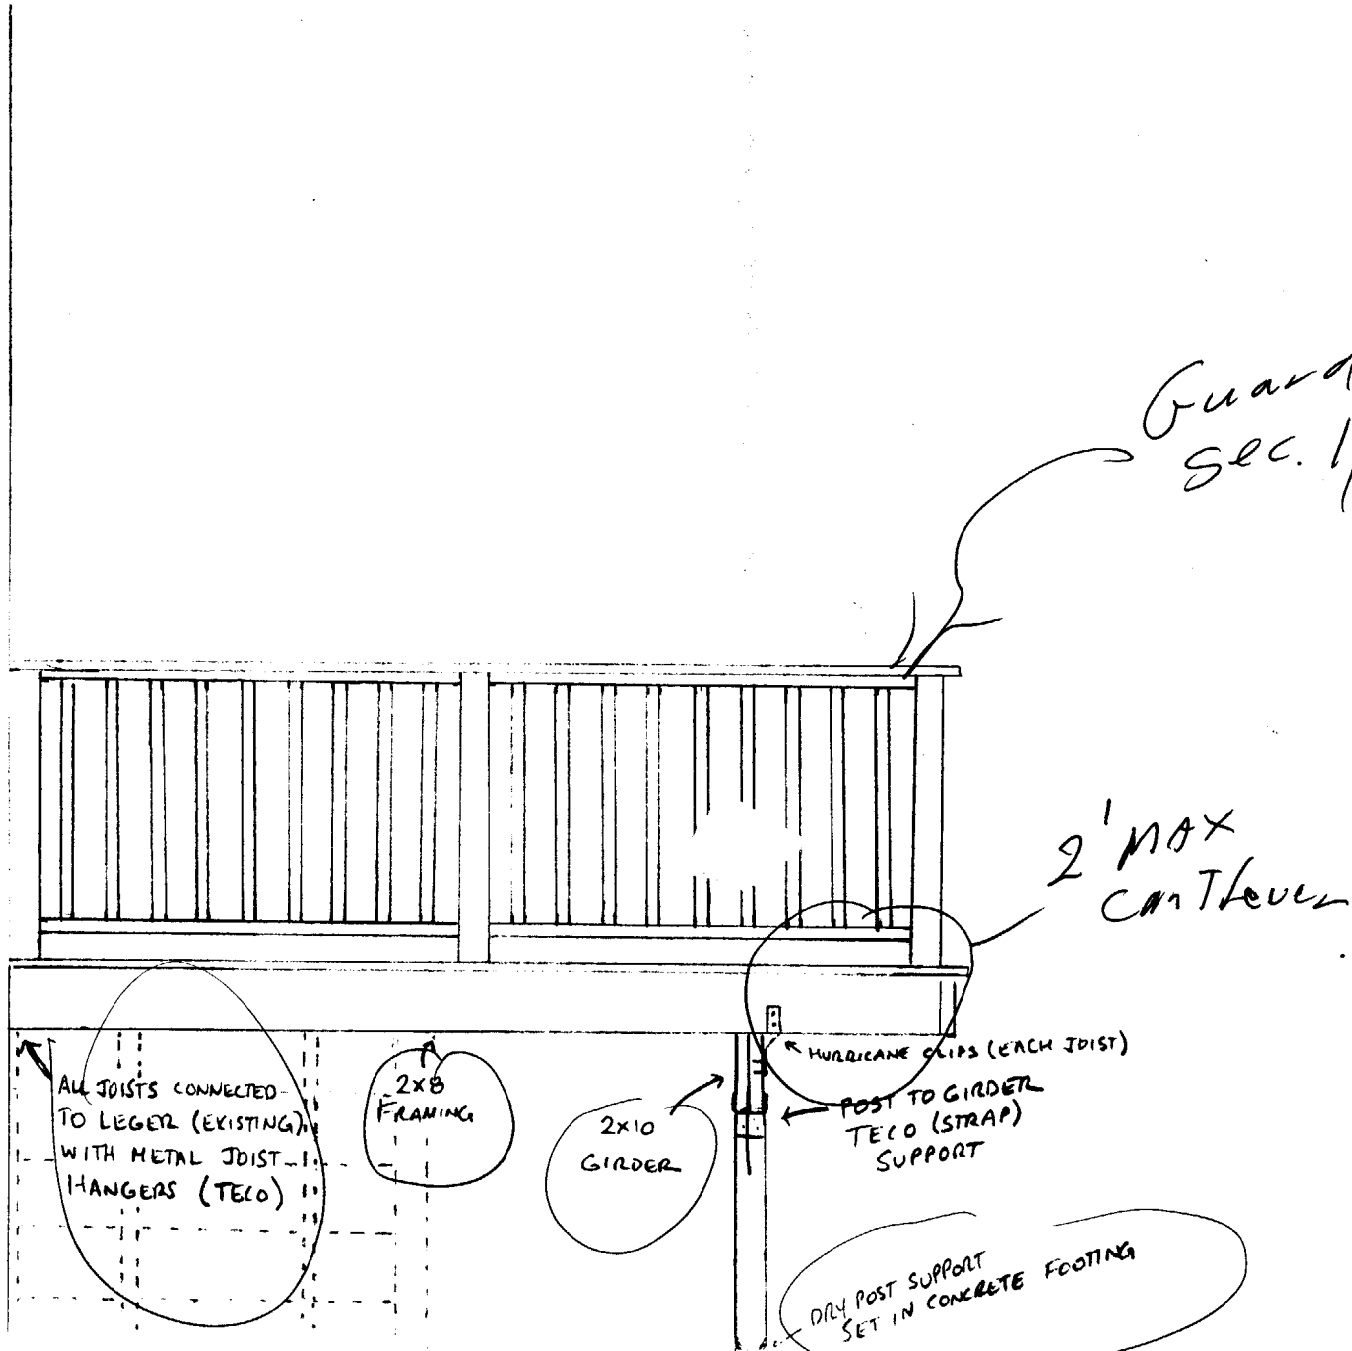 Guard
Sec. 1
2' MAX
canTlever
HURRICANE CLIPS (EACH JOIST)
ALL JOISTS CONNECTED
TO LEGER (EXISTING)
WITH METAL JOIST
HANGERS (TECO)
2x8
FRAMING
2x10
GIRDER
POST TO GIRDER
TECO (STRAP)
SUPPORT
DRY POST SUPPORT
SET IN CONCRETE FOOTING